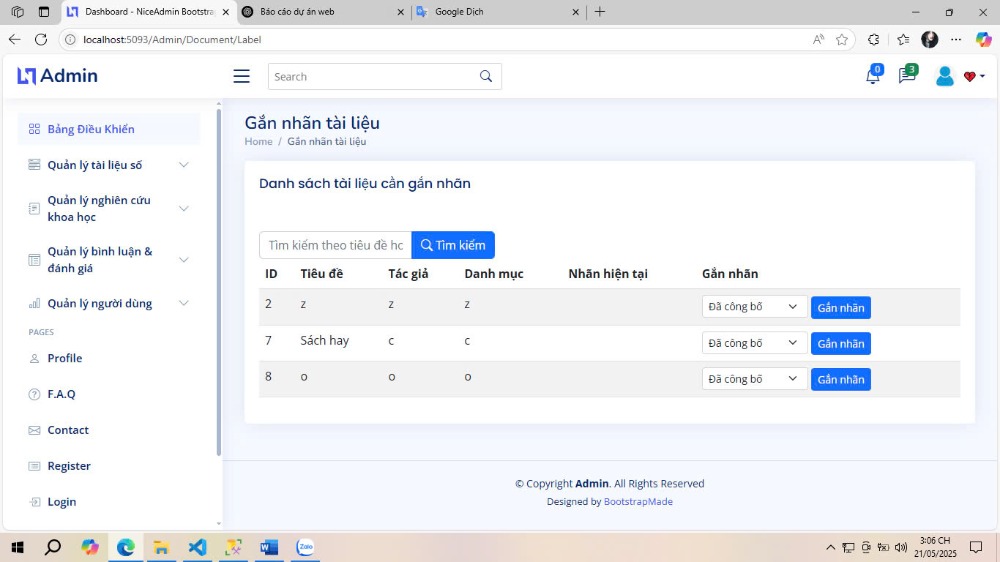 Dashboard - NiceAdmin Bootstra
Báo cáo dự án web
Google Dịch
localhost:5093/Admin/Document/Label
Admin
Search
0
3
Bảng Điều Khiển
Quản lý tài liệu số
Quản lý nghiên cứu
khoa học
Quản lý bình luận &
đánh giá
Quản lý người dùng
PAGES
Profile
F.A.Q
Contact
Register
Login
Gắn nhãn tài liệu
Home / Gắn nhãn tài liệu
Danh sách tài liệu cần gắn nhãn
Tìm kiếm theo tiêu đề hc Tìm kiếm
ID Tiêu đề Tác giả Danh mục Nhãn hiện tại Gắn nhãn
2 z z z Đã công bố Gắn nhãn
7 Sách hay c c Đã công bố Gắn nhãn
8 o o o Đã công bố Gắn nhãn
© Copyright Admin. All Rights Reserved
Designed by BootstrapMade
Zalo
3:06 CH
21/05/2025